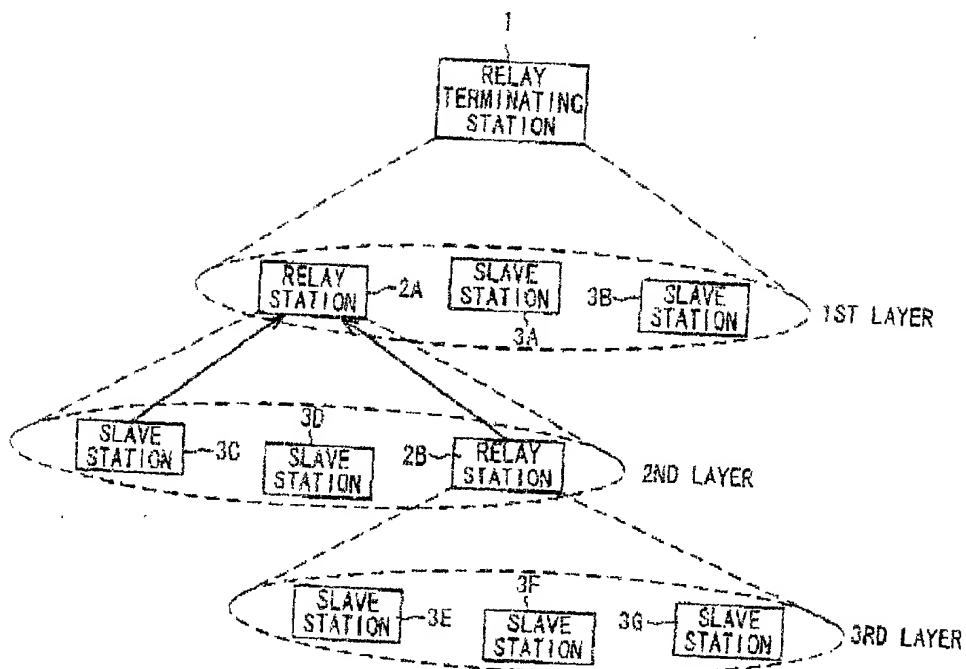 1
RELAY
TERMINATING
STATION
RELAY
STATION
2A
SLAVE
STATION
3A
3B
SLAVE
STATION
1ST LAYER
SLAVE
STATION
3C
3D
SLAVE
STATION
2B
RELAY
STATION
2ND LAYER
SLAVE
STATION
3E
3F
SLAVE
STATION
3G
SLAVE
STATION
3RD LAYER